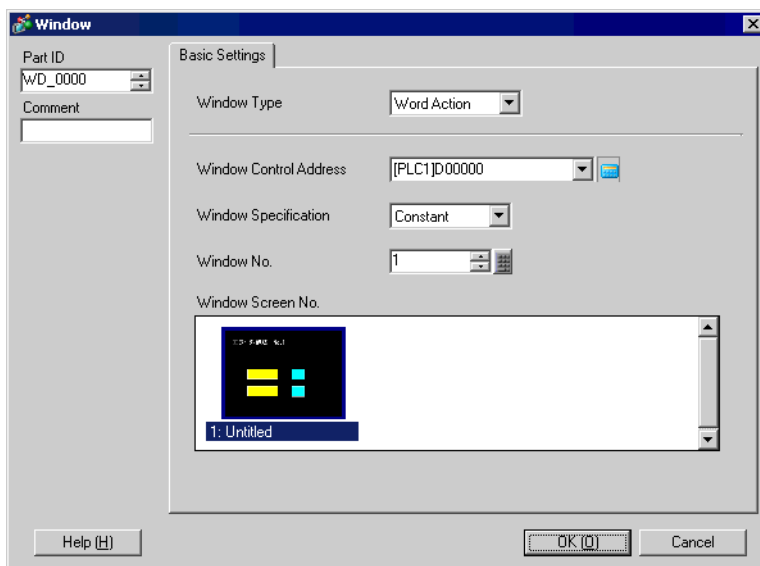 Window
Part ID
WD_0000
Comment
Basic Settings
Window Type
Word Action
Window Control Address
[PLC1]D00000
Window Specification
Constant
Window No.
1
Window Screen No.
1: Untitled
Help (H)
OK (O)
Cancel